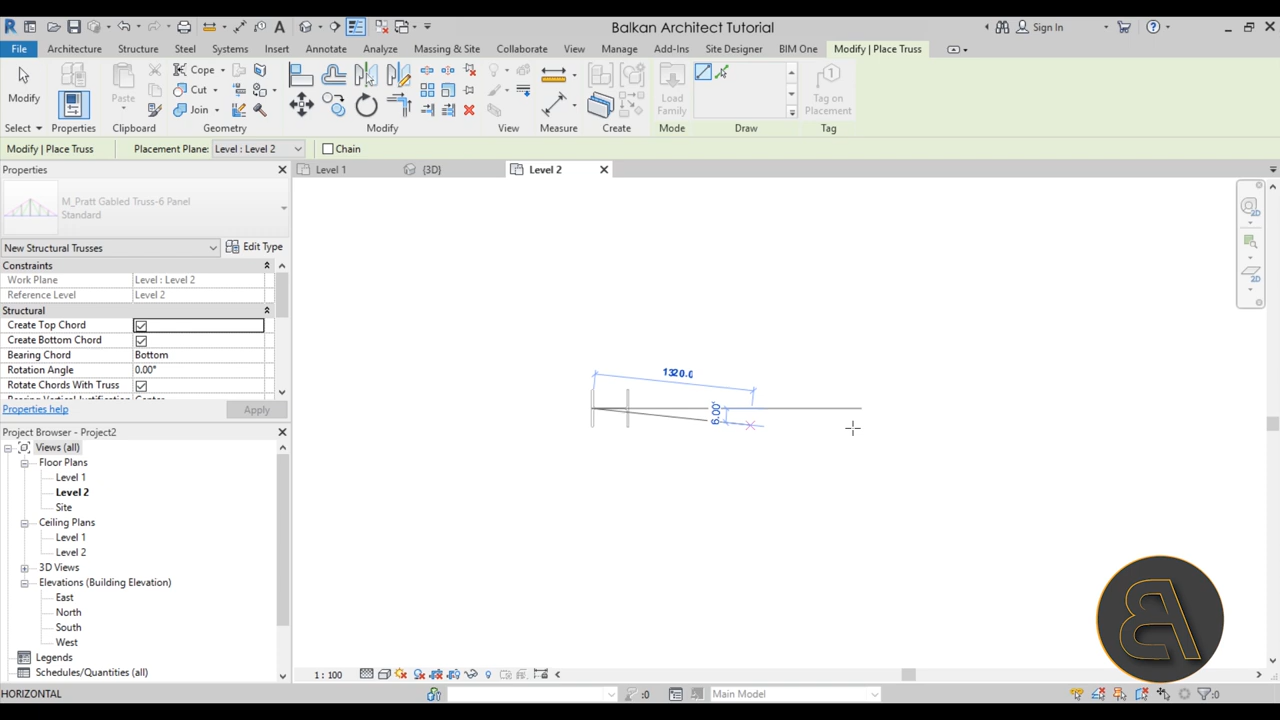 Balkan Architect Tutorial
Sign In
File
Architecture
Structure
Steel
Systems
Insert
Annotate
Analyze
Massing & Site
Collaborate
View
Manage
Add-Ins
Site Designer
BIM One
Modify | Place Truss
Modify
Paste
Cope
Cut
Join
Load
Family
Tag on
Placement
Select
Properties
Clipboard
Geometry
Modify
View
Measure
Create
Mode
Draw
Tag
Modify | Place Truss
Placement Plane:
Level : Level 2
Chain
Properties
Level 1
{3D}
Level 2
M_Pratt Gabled Truss-6 Panel
Standard
New Structural Trusses
Edit Type
Constraints
Work Plane
Level : Level 2
Reference Level
Level 2
Structural
Create Top Chord
Create Bottom Chord
Bearing Chord
Bottom
Rotation Angle
0.00°
Rotate Chords With Truss
Properties help
Apply
Project Browser - Project2
Views (all)
Floor Plans
Level 1
Level 2
Site
Ceiling Plans
Level 1
Level 2
3D Views
Elevations (Building Elevation)
East
North
South
West
Legends
Schedules/Quantities (all)
1320.0
6.00°
2D
2D
1 : 100
HORIZONTAL
:0
Main Model
:0